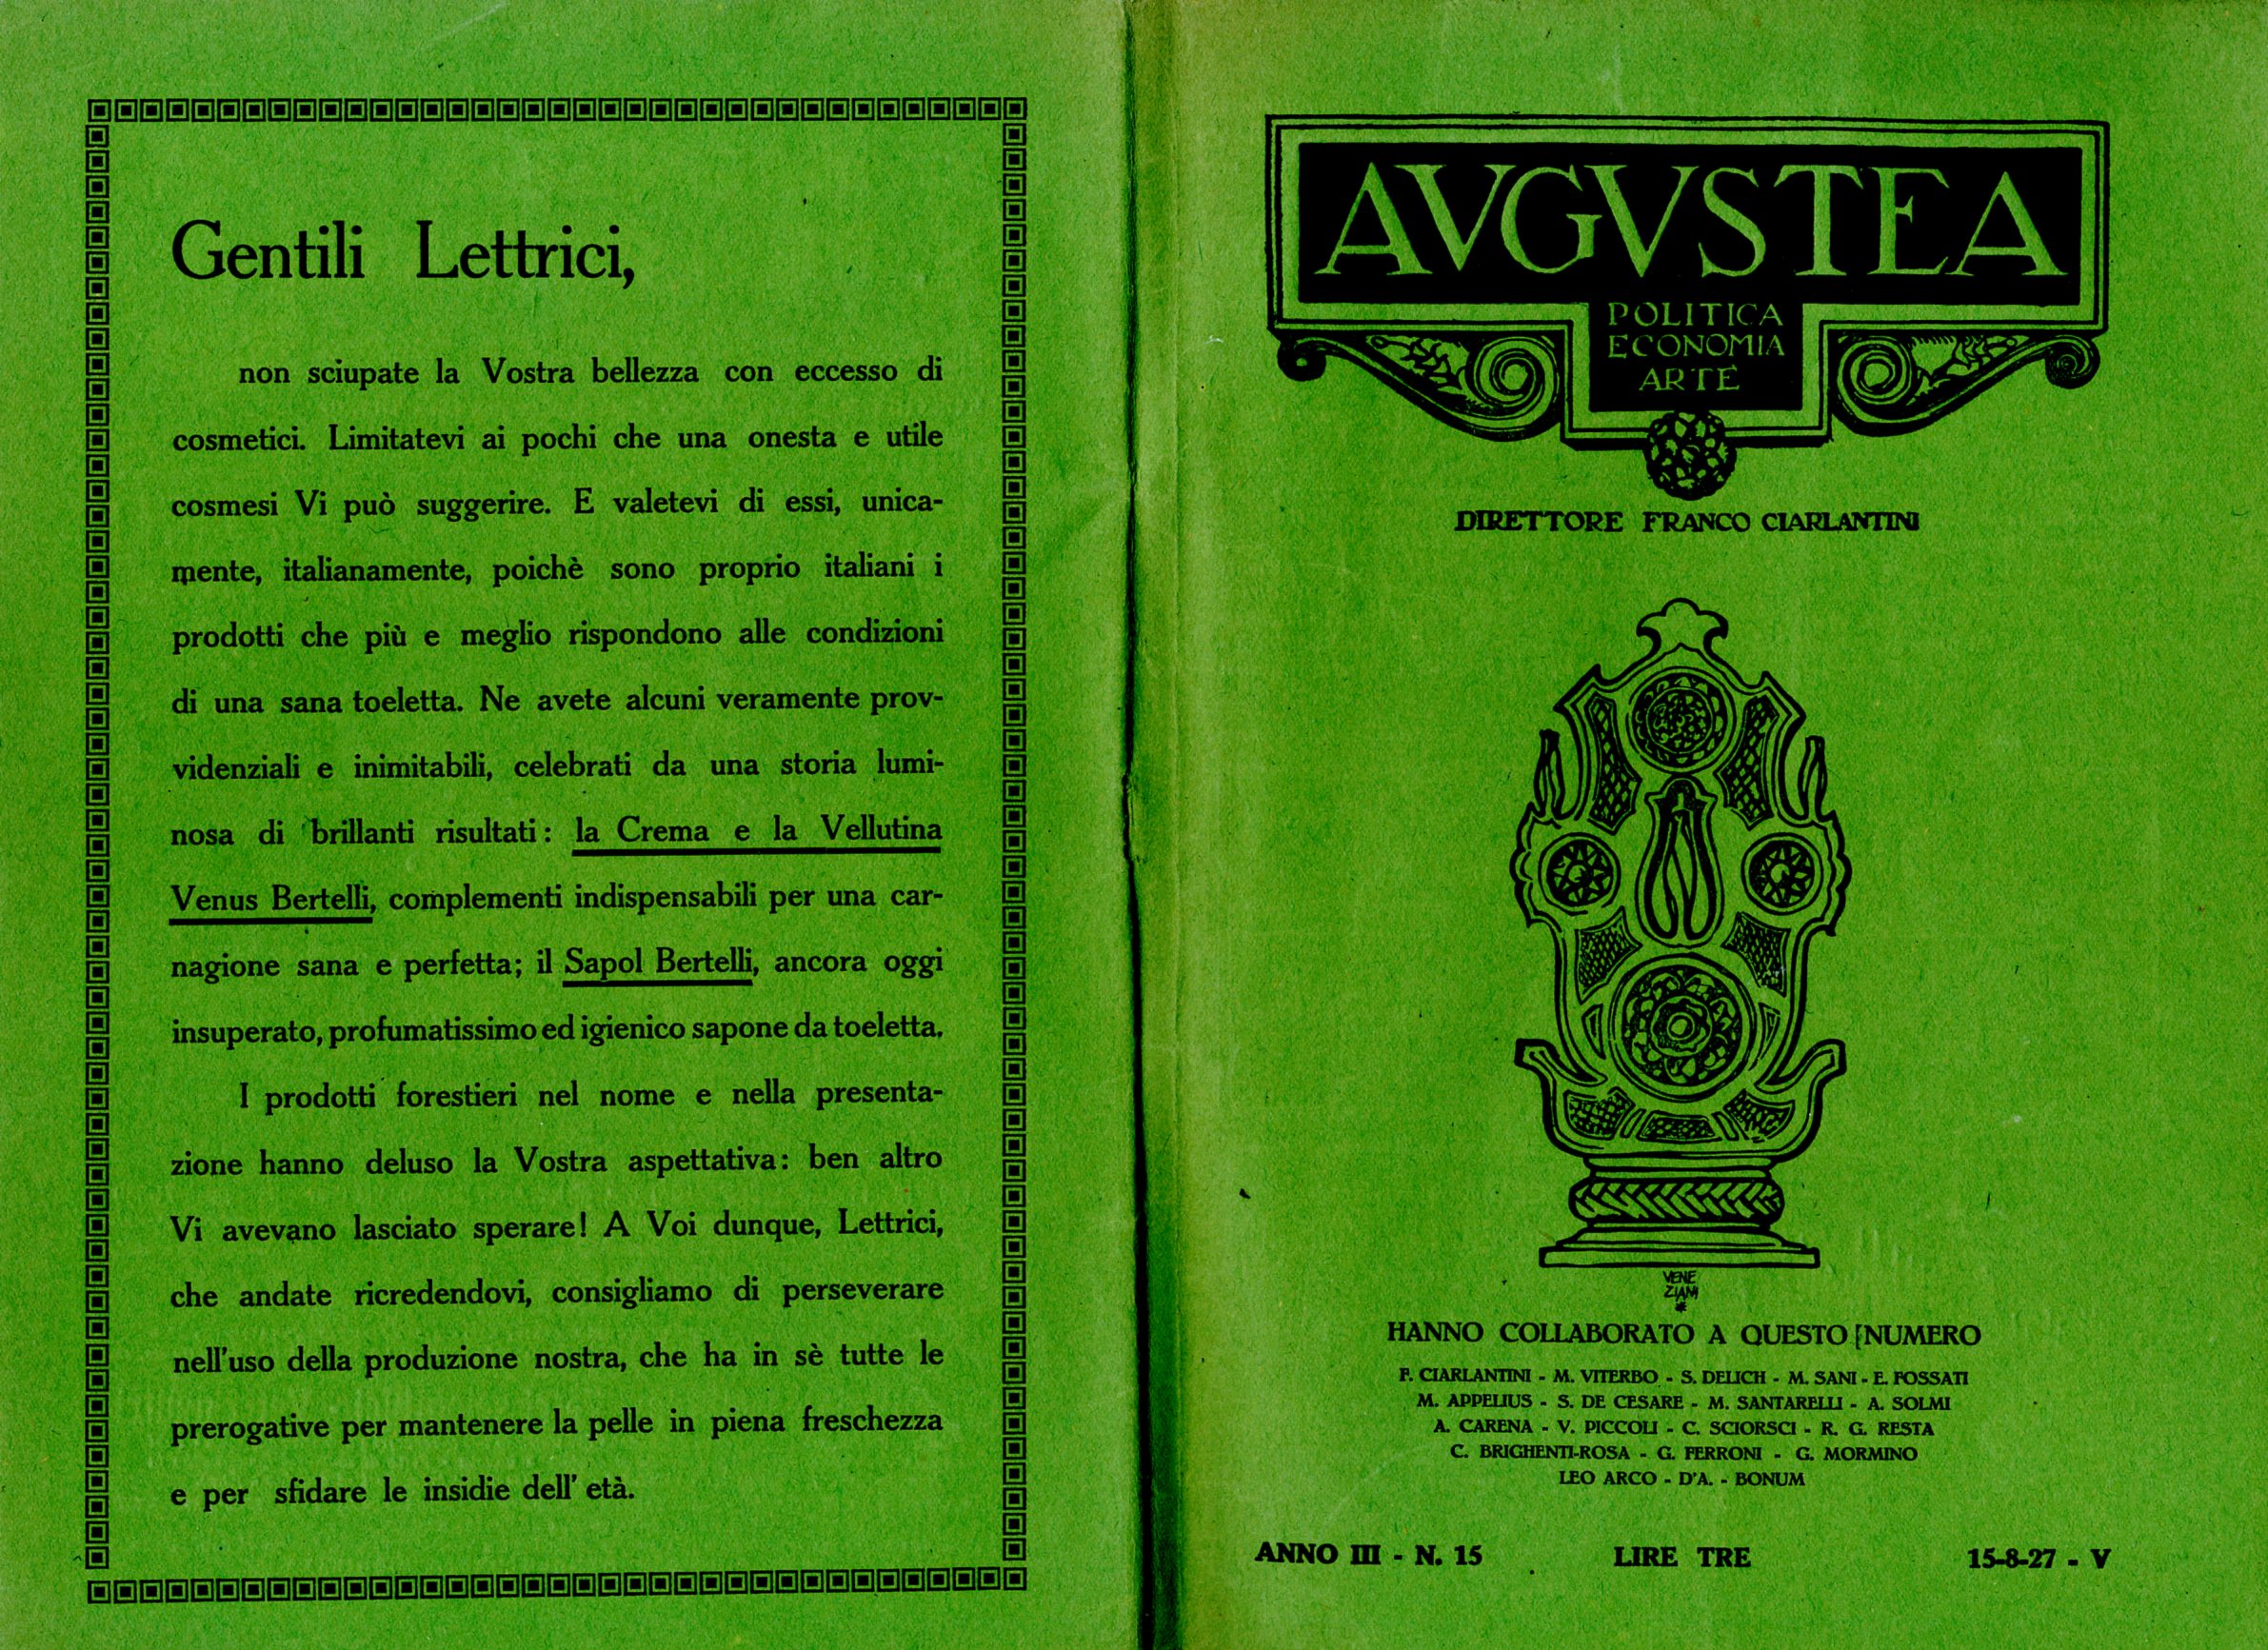 Gentili Lettrici,
non sciupate la Vostra bellezza con eccesso di
cosmetici. Limitatevi ai pochi che una onesta e utile
cosmesi Vi può suggerire. E valetevi di essi, unica-
mente, italianamente, poichè sono proprio italiani i
prodotti che più e meglio rispondono alle condizioni
di una sana toeletta. Ne avete alcuni veramente prov-
videnziali e inimitabili, celebrati da una storia lumi-
nosa di brillanti risultati: la Crema e la Vellutina
Venus Bertelli, complementi indispensabili per una car-
nagione sana e perfetta; il Sapol Bertelli, ancora oggi
insuperato, profumatissimo ed igienico sapone da toeletta.
I prodotti forestieri nel nome e nella presenta-
zione hanno deluso la Vostra aspettativa: ben altro
Vi avevano lasciato sperare! A Voi dunque, Lettrici,
che andate ricredendovi, consigliamo di perseverare
nell'uso della produzione nostra, che ha in sè tutte le
prerogative per mantenere la pelle in piena freschezza
e per sfidare le insidie dell' età.
AVGVSTEA
POLITICA
ECONOMIA
ARTE
DIRETTORE FRANCO CIARLANTINI
VENE
ZIANI
HANNO COLLABORATO A QUESTO [NUMERO
F. CIARLANTINI - M. VITERBO - S. DELICH - M. SANI - E. FOSSATI
M. APPELIUS - S. DE CESARE - M. SANTARELLI - A. SOLMI
A. CARENA - V. PICCOLI - C. SCIORSCI - R. G. RESTA
C. BRIGHENTI-ROSA - G. FERRONI - G. MORMINO
LEO ARCO - D'A. - BONUM
ANNO III - N. 15 LIRE TRE 15-8-27 - V